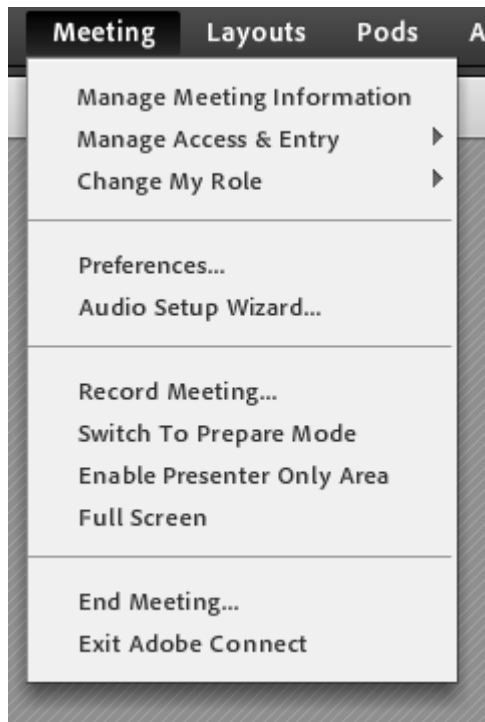 Meeting Layouts Pods A
Manage Meeting Information
Manage Access & Entry
Change My Role
Preferences...
Audio Setup Wizard...
Record Meeting...
Switch To Prepare Mode
Enable Presenter Only Area
Full Screen
End Meeting...
Exit Adobe Connect